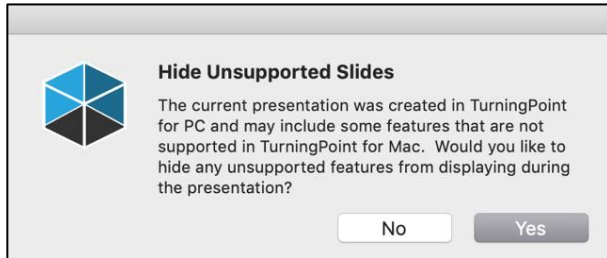 Hide Unsupported Slides
The current presentation was created in TurningPoint
for PC and may include some features that are not
supported in TurningPoint for Mac.  Would you like to
hide any unsupported features from displaying during
the presentation?
No
Yes